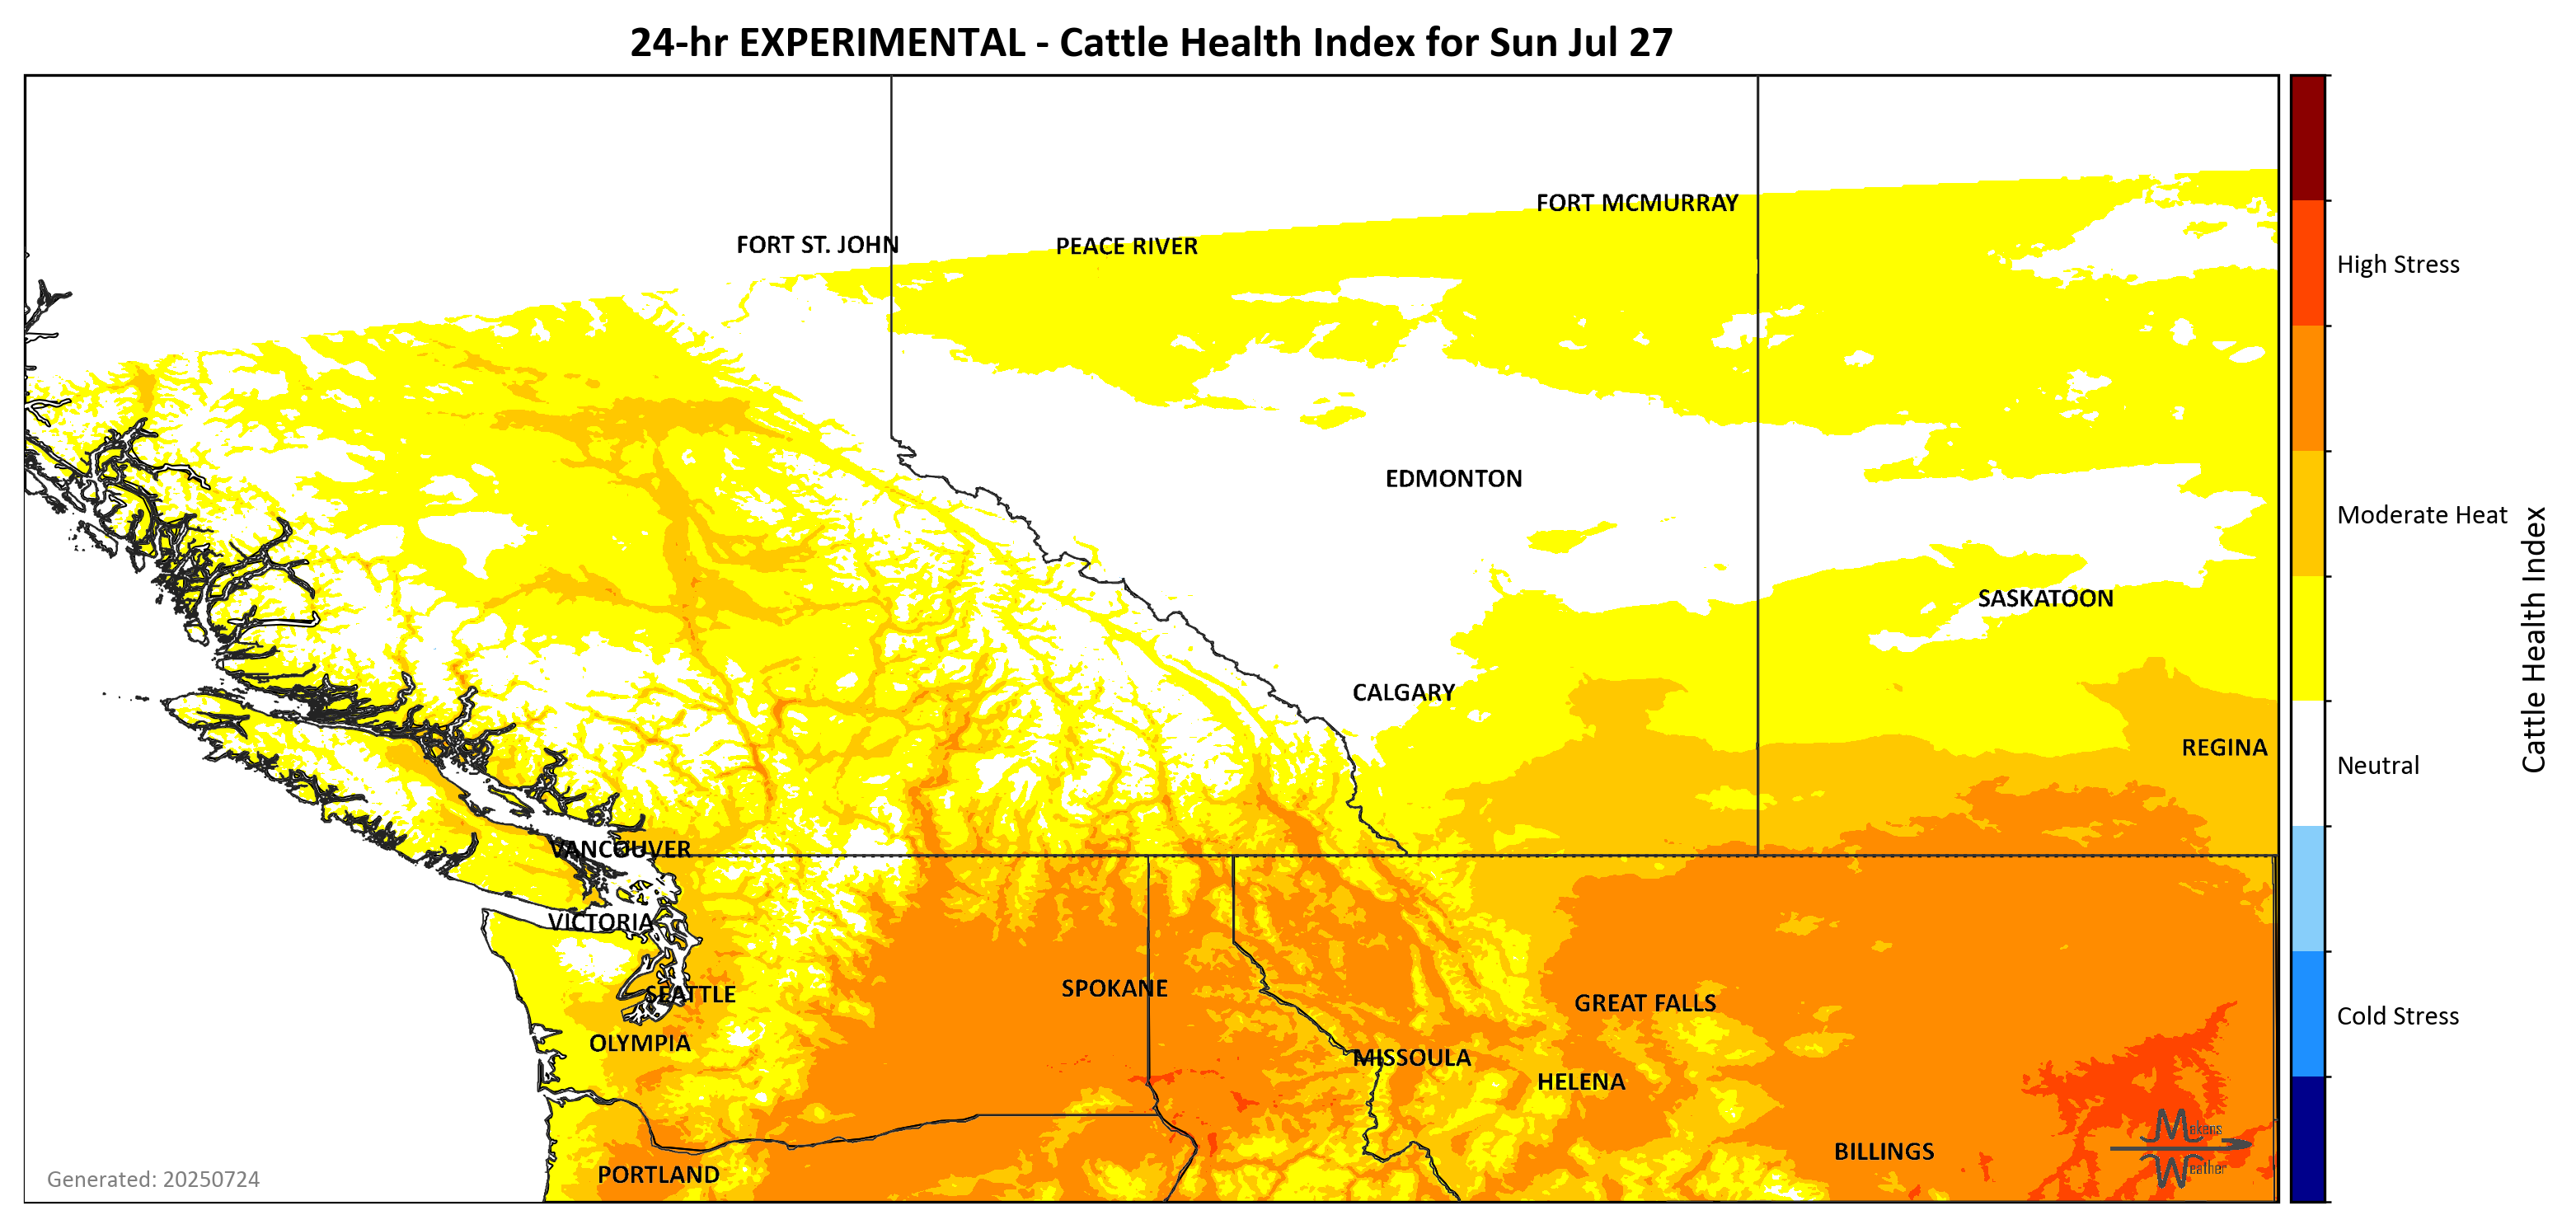 24-hr EXPERIMENTAL - Cattle Health Index for Sun Jul 27
FORT MCMURRAY
FORT ST. JOHN
PEACE RIVER
High Stress
EDMONTON
Moderate Heat
SASKATOON
CALGARY
Cattle Health Index
REGINA
Neutral
VANCOUVER
VICTORIA
SPOKANE
SEATTLE
GREAT FALLS
Cold Stress
OLYMPIA
MISSOULA
HELENA
Makens
BILLINGS
Weather
PORTLAND
Generated: 20250724